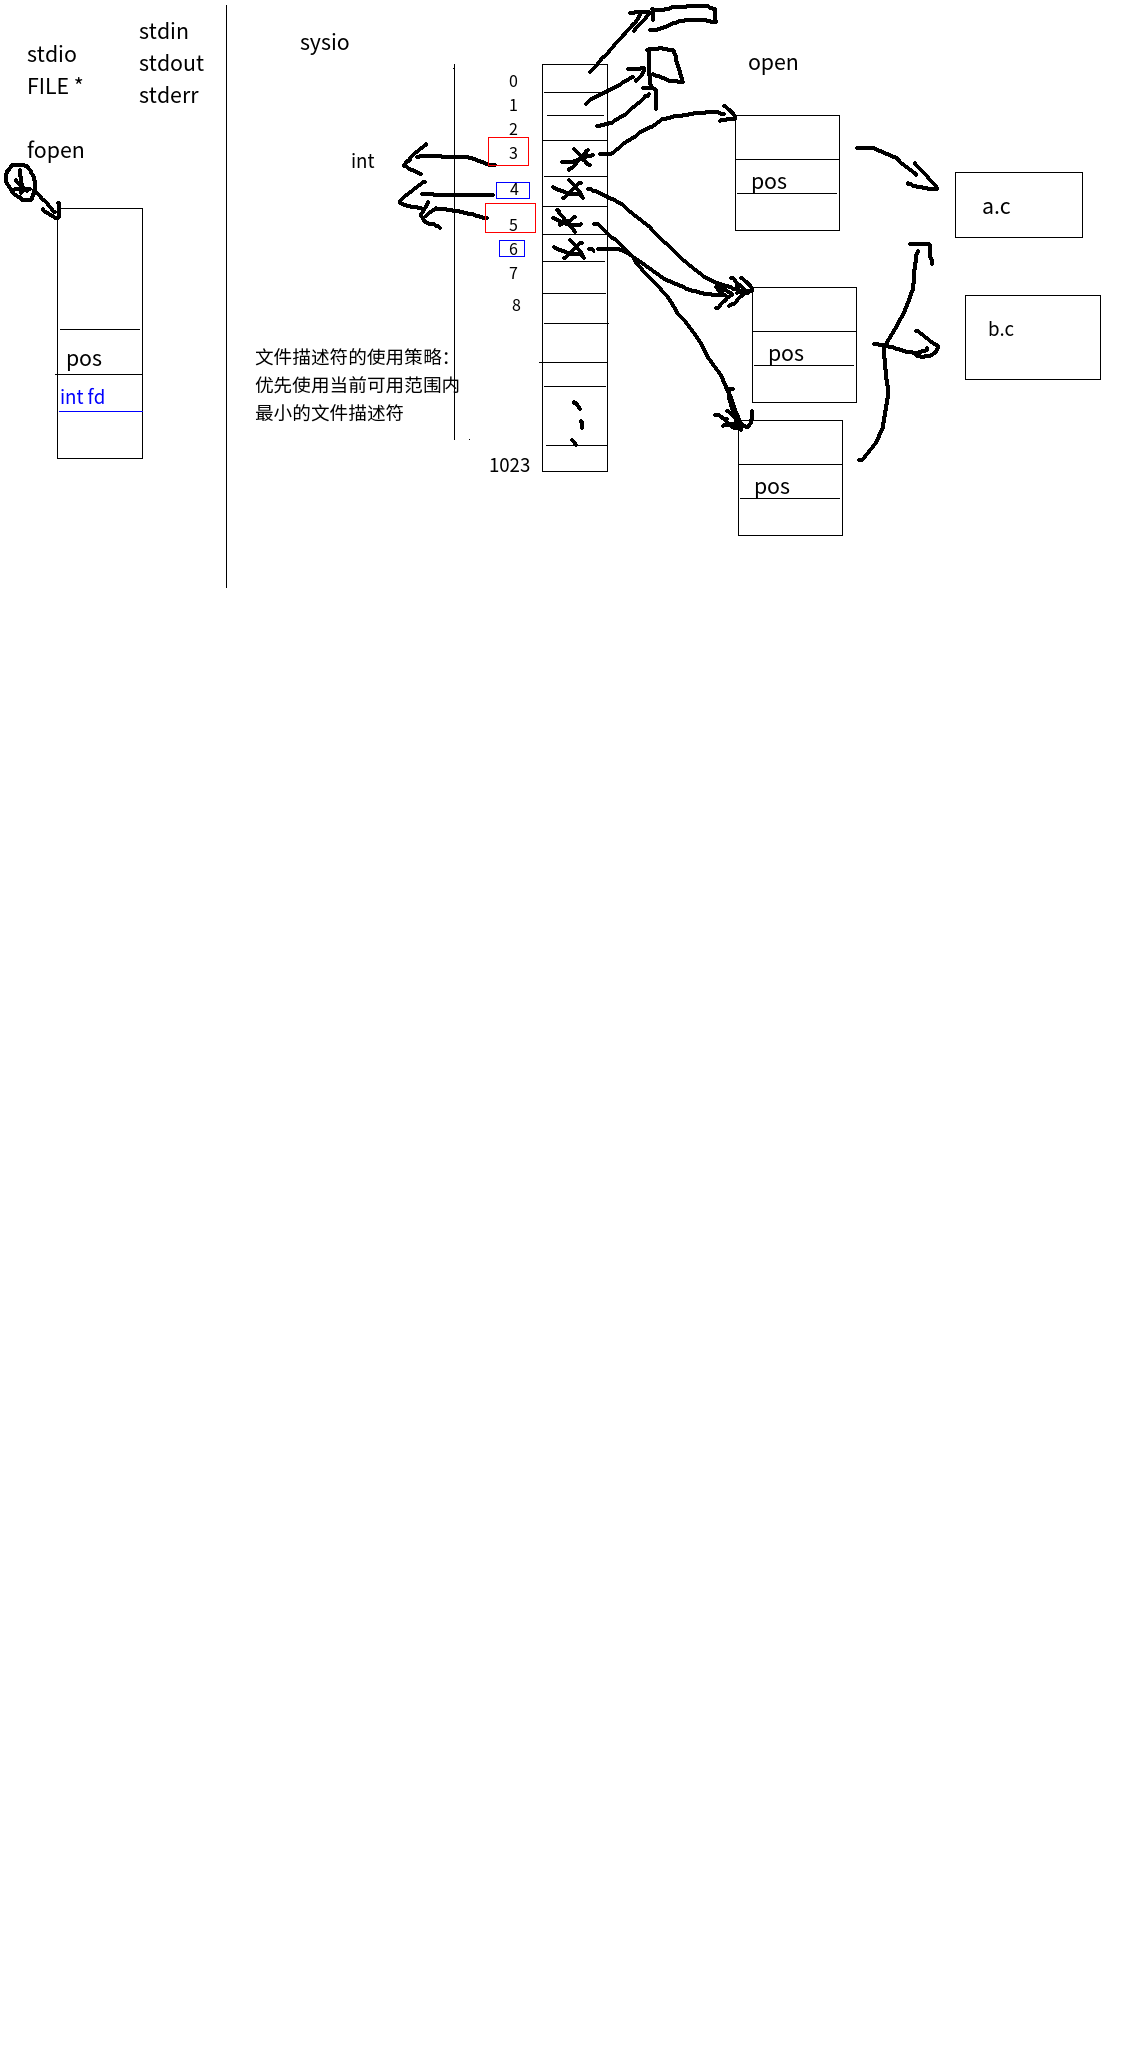 stdio
FILE *
stdin
stdout
stderr
fopen
pos
int fd
sysio
int
文件描述符的使用策略：
优先使用当前可用范围内
最小的文件描述符
0
1
2
3
4
5
6
7
8
1023
open
pos
pos
pos
a.c
b.c